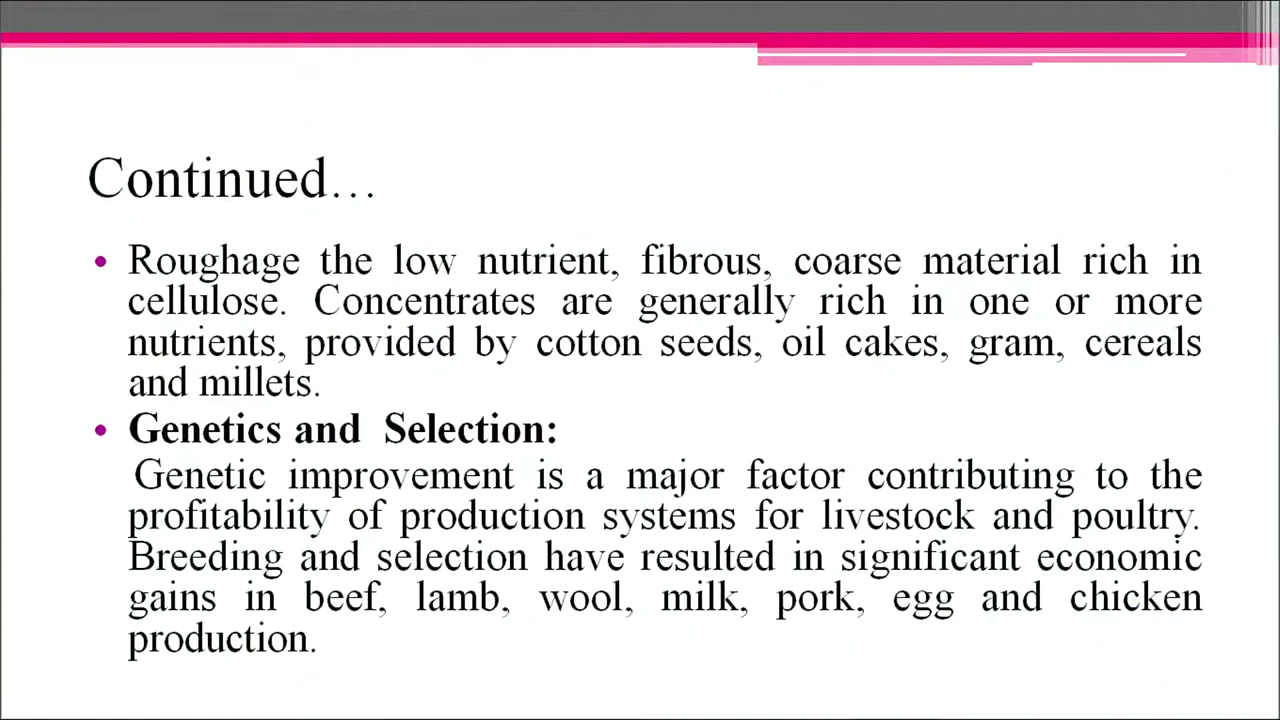 Continued…
• Roughage the low nutrient, fibrous, coarse material rich in
cellulose. Concentrates are generally rich in one or more
nutrients, provided by cotton seeds, oil cakes, gram, cereals
and millets.
• Genetics and  Selection:
Genetic improvement is a major factor contributing to the
profitability of production systems for livestock and poultry.
Breeding and selection have resulted in significant economic
gains in beef, lamb, wool, milk, pork, egg and chicken
production.